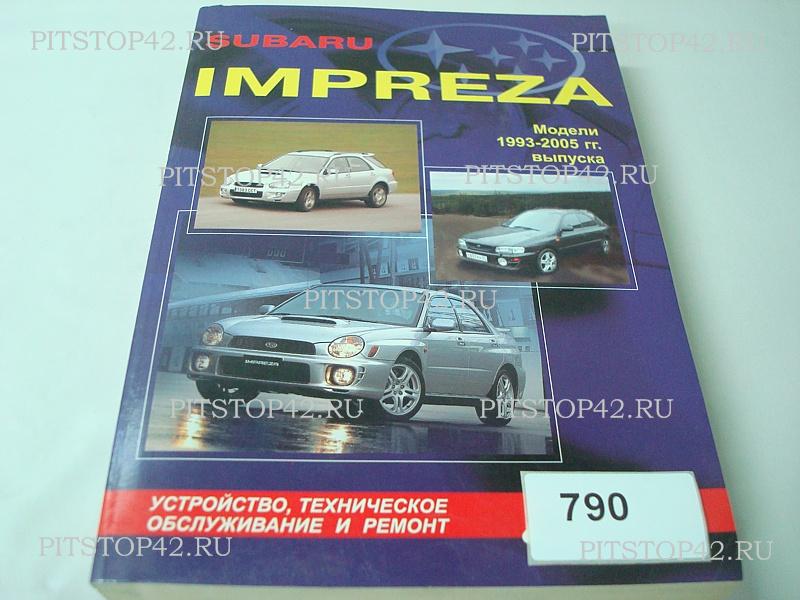 PITSTOP42.RU
PITSTOP42.RU
SUBARU
IMPREZA
Модели
1993-2005 гг.
выпуска
PITSTOP42.RU
PITSTOP42.RU
PITSTOP42.RU
IMPREZA
PITSTOP42.RU
PITSTOP42.RU
УСТРОЙСТВО, ТЕХНИЧЕСКОЕ
ОБСЛУЖИВАНИЕ И РЕМОНТ
790
PITSTOP42.RU
PITSTOP42.RU